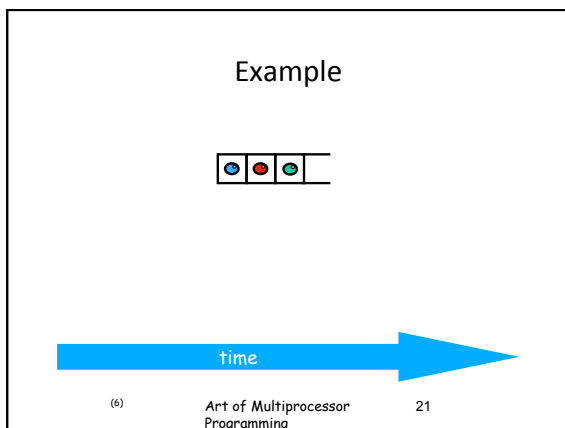 Example
time
(6)
Art of Multiprocessor
Programming
21